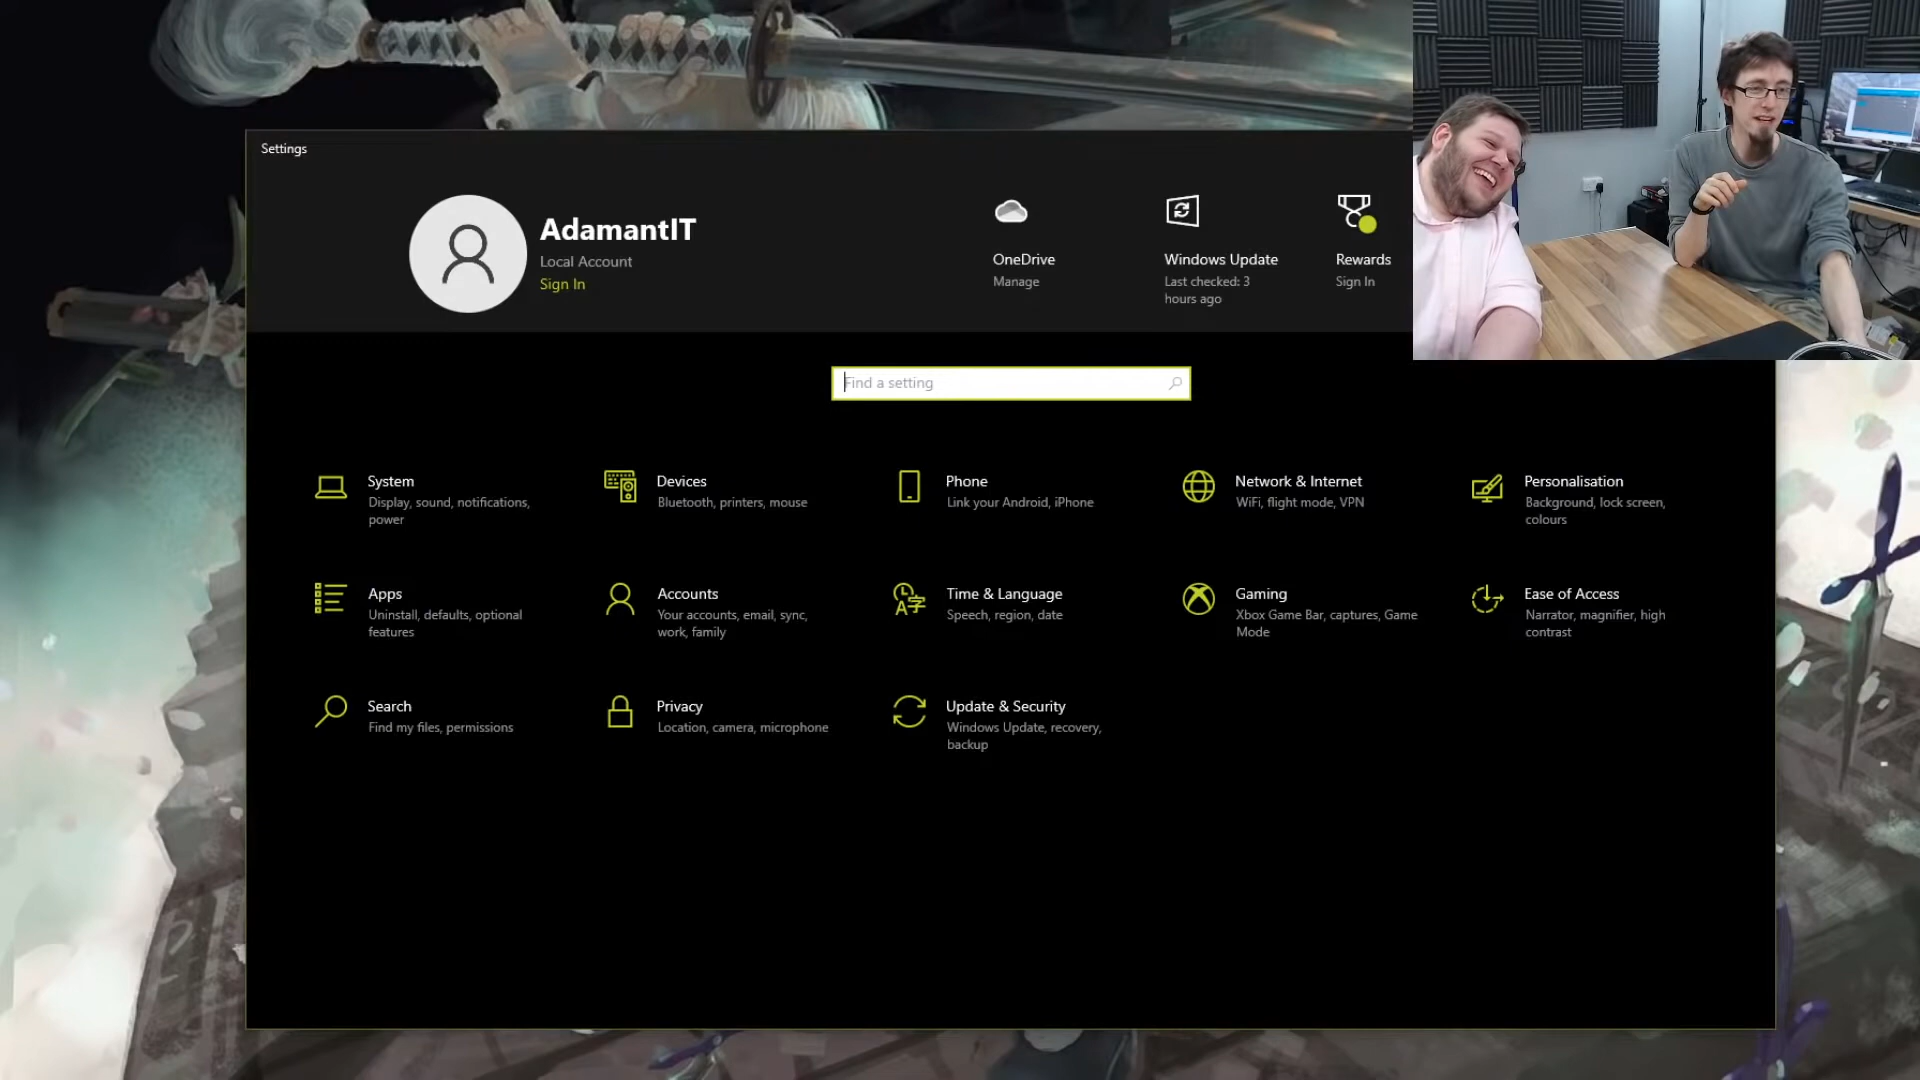 Settings
AdamantIT
Local Account
Sign In
OneDrive
Manage
Windows Update
Last checked: 3
hours ago
Rewards
Sign In
Find a setting
System
Display, sound, notifications,
power
Devices
Bluetooth, printers, mouse
Phone
Link your Android, iPhone
Network & Internet
WiFi, flight mode, VPN
Personalisation
Background, lock screen,
colours
Apps
Uninstall, defaults, optional
features
Accounts
Your accounts, email, sync,
work, family
Time & Language
Speech, region, date
Gaming
Xbox Game Bar, captures, Game
Mode
Ease of Access
Narrator, magnifier, high
contrast
Search
Find my files, permissions
Privacy
Location, camera, microphone
Update & Security
Windows Update, recovery,
backup